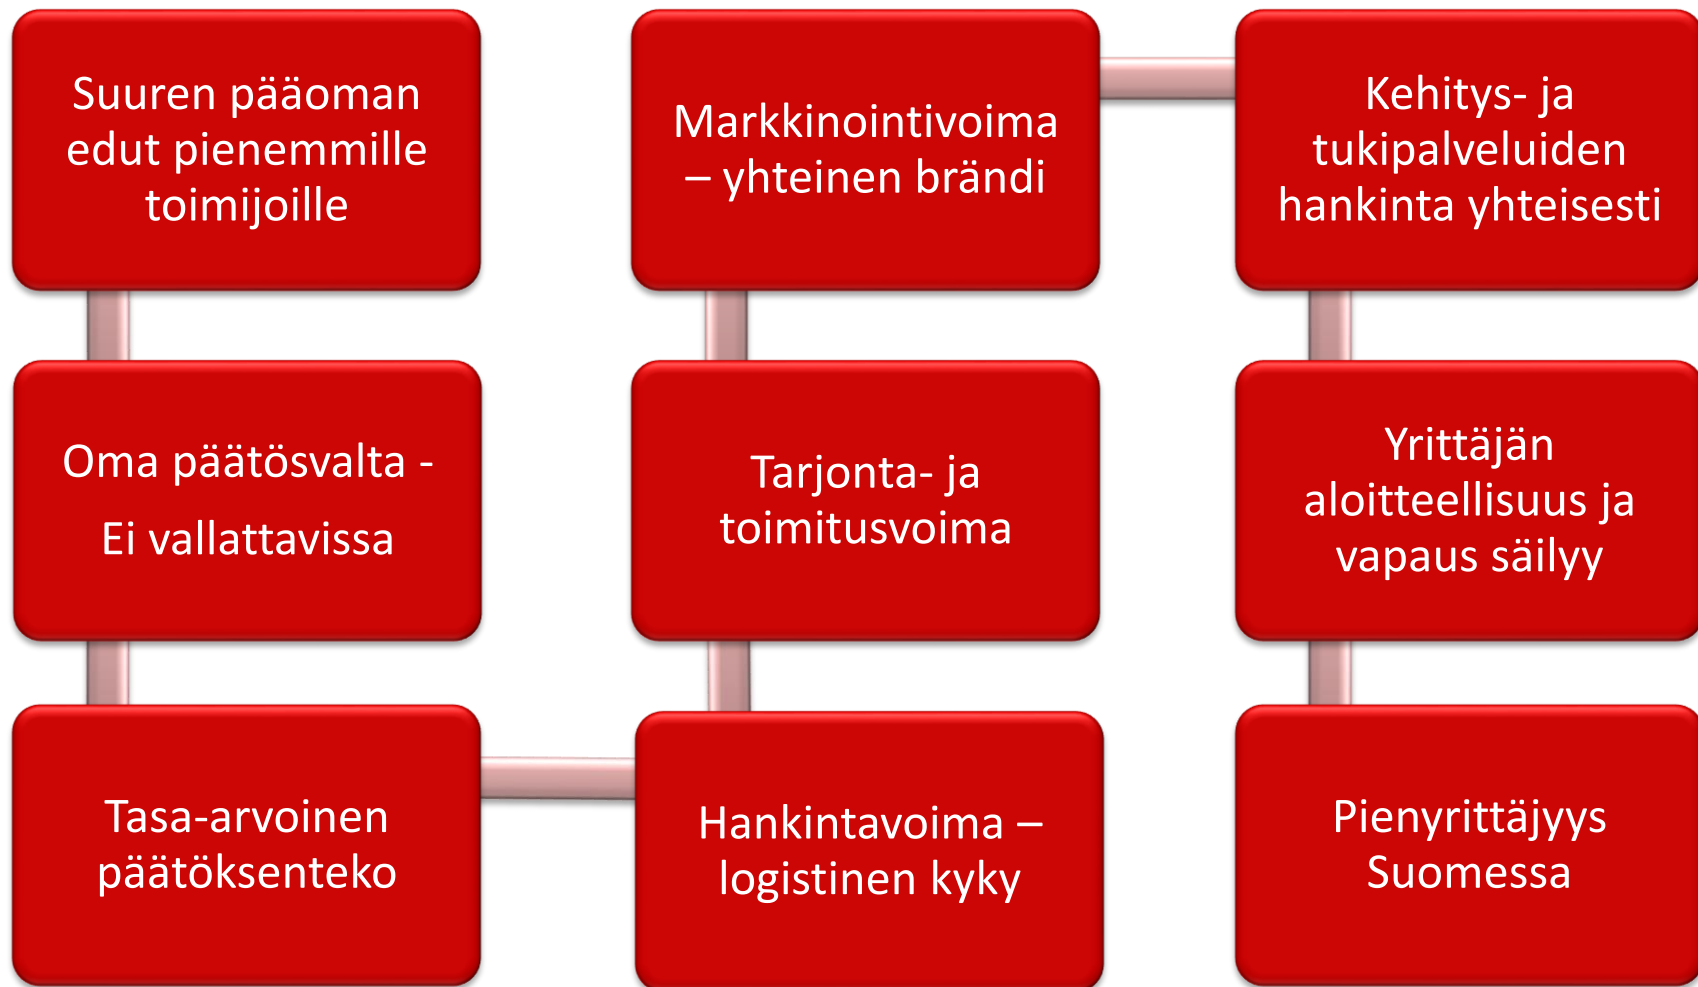 Suuren pääoman
edut pienemmille
toimijoille
Oma päätösvalta -
Ei vallattavissa
Tasa-arvoinen
päätöksenteko
Hankintavoima –
logistinen kyky
Tarjonta- ja
toimitusvoima
Markkinointivoima
– yhteinen brändi
Kehitys- ja
tukipalveluiden
hankinta yhteisesti
Yrittäjän
aloitteellisuus ja
vapaus säilyy
Pienyrittäjyys
Suomessa